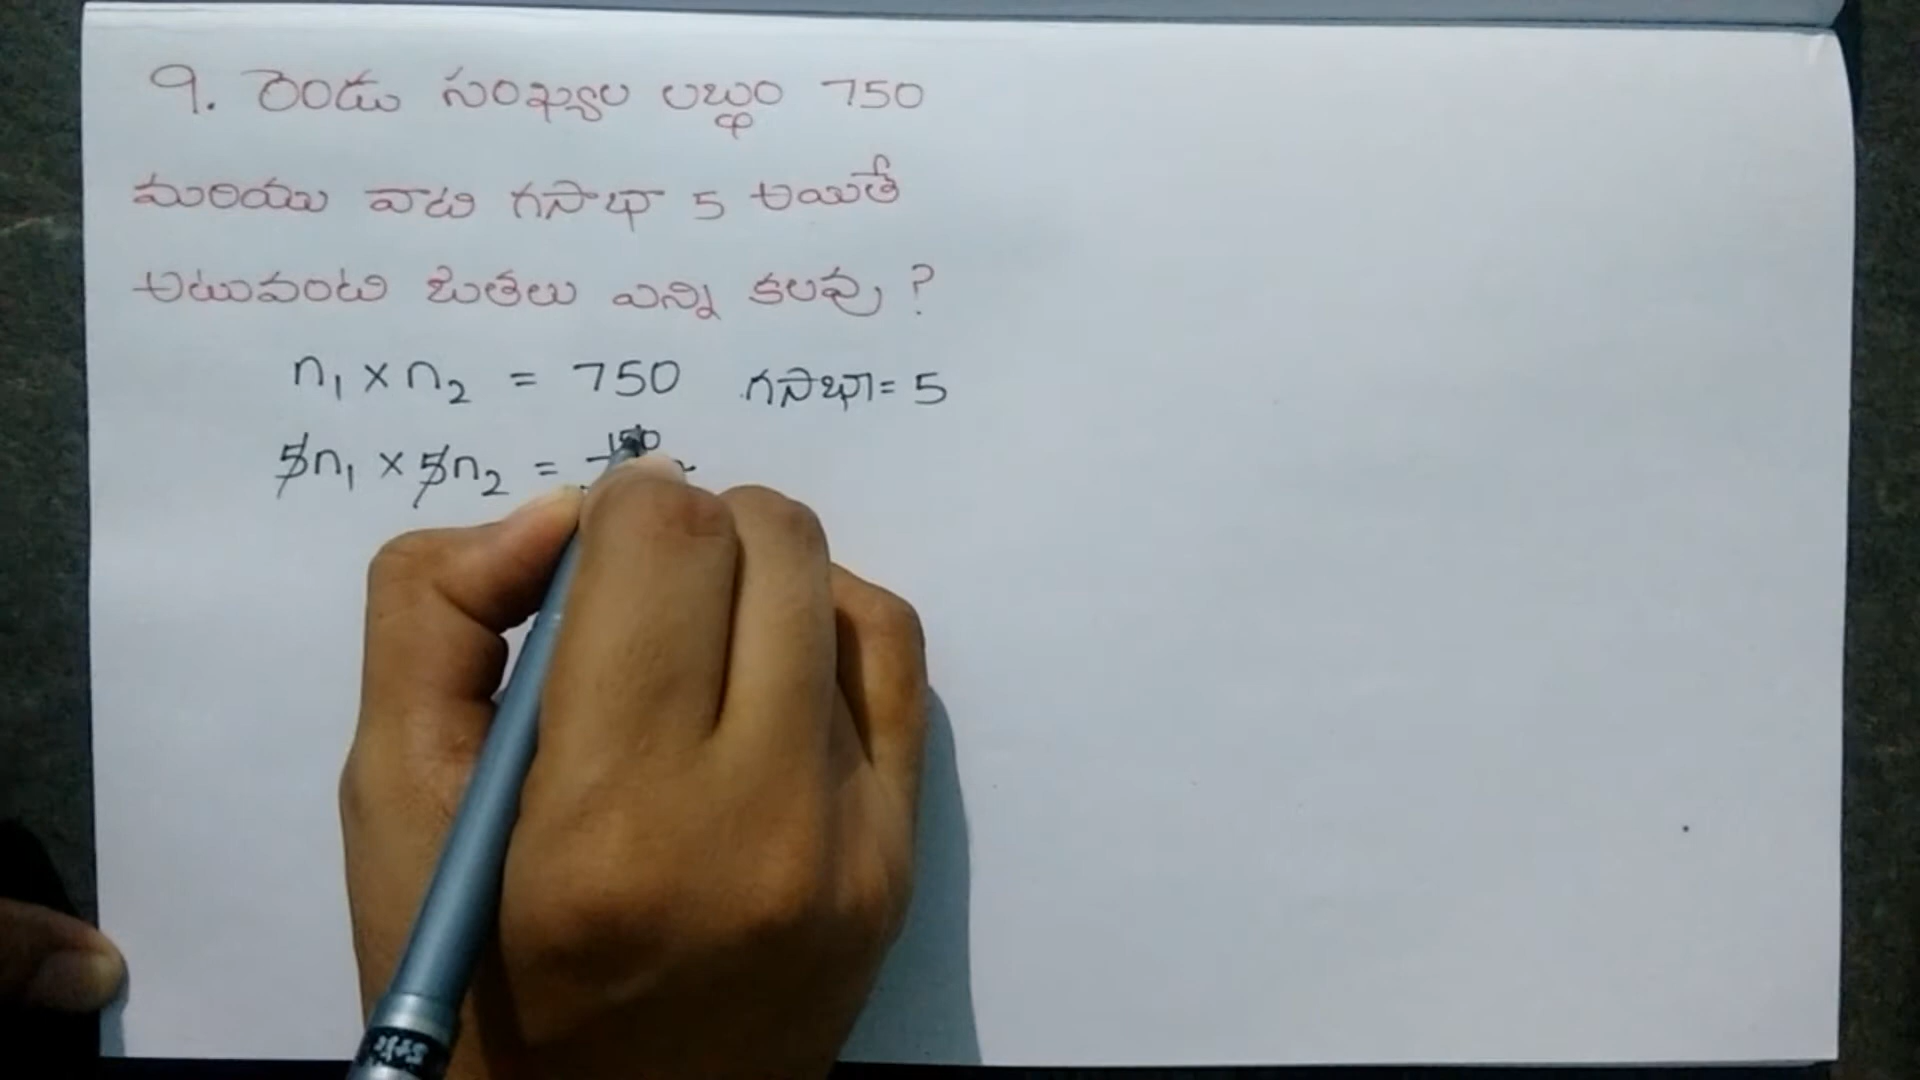 9. రెండు సంఖ్యల లబ్ధం 750
మరియు వాటి గసాభా 5 అయితే
అటువంటి జతలు ఎన్ని కలవు ?
n₁ × n₂ = 750 గసాభా = 5
5n₁ × 5n₂ = 150